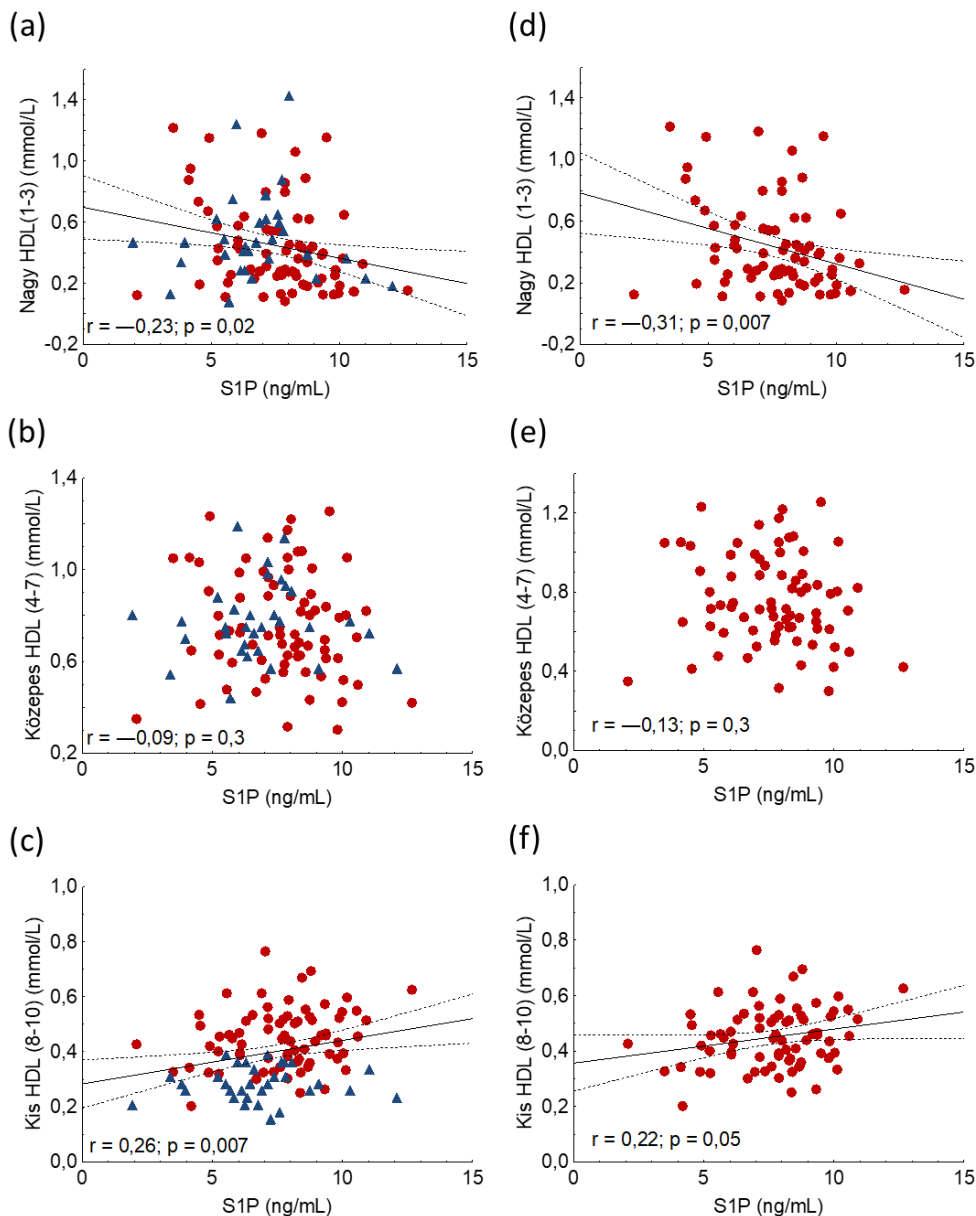 (a)
Nagy HDL(1-3) (mmol/L)
1,4
1,0
0,6
0,2
-0,2
r = —0,23; p = 0,02
0 5 10 15
S1P (ng/mL)
(d)
Nagy HDL (1-3) (mmol/L)
1,4
1,0
0,6
0,2
-0,2
r = —0,31; p = 0,007
0 5 10 15
S1P (ng/mL)
(b)
Közepes HDL (4-7) (mmol/L)
1,4
1,0
0,6
0,2
r = —0,09; p = 0,3
0 5 10 15
S1P (ng/mL)
(e)
Közepes HDL (4-7) (mmol/L)
1,2
0,8
0,4
0,0
r = —0,13; p = 0,3
0 5 10 15
S1P (ng/mL)
(c)
Kis HDL (8-10) (mmol/L)
1,0
0,8
0,6
0,4
0,2
0,0
r = 0,26; p = 0,007
0 5 10 15
S1P (ng/mL)
(f)
Kis HDL (8-10) (mmol/L)
1,0
0,8
0,6
0,4
0,2
0,0
r = 0,22; p = 0,05
0 5 10 15
S1P (ng/mL)